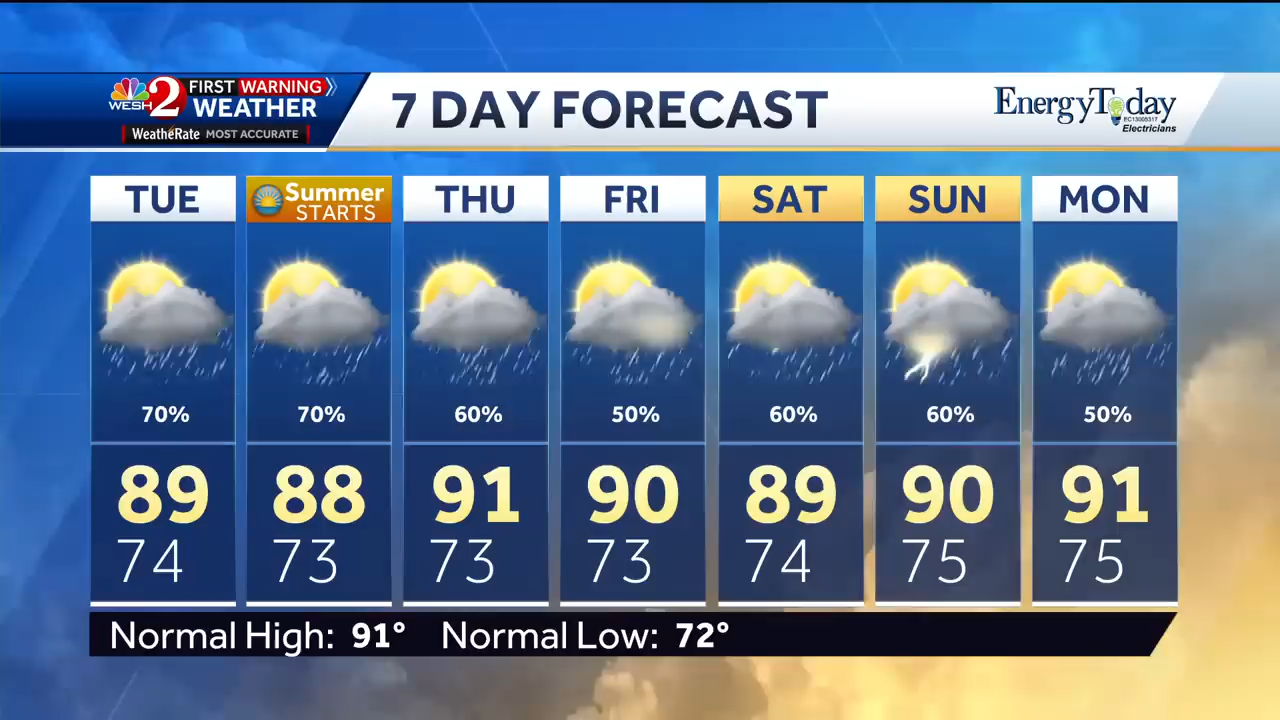 WESH 2 FIRST WARNING
WEATHER
WeatheRate MOST ACCURATE
7 DAY FORECAST
EnergyToday
EC13005317
Electricians
TUE
Summer
STARTS
THU
FRI
SAT
SUN
MON
70%
70%
60%
50%
60%
60%
50%
89
88
91
90
89
90
91
74
73
73
73
74
75
75
Normal High: 91° Normal Low: 72°